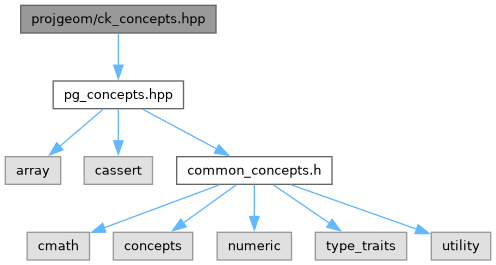 projgeom/ck_concepts.hpp
pg_concepts.hpp
array
cassert
common_concepts.h
cmath
concepts
numeric
type_traits
utility